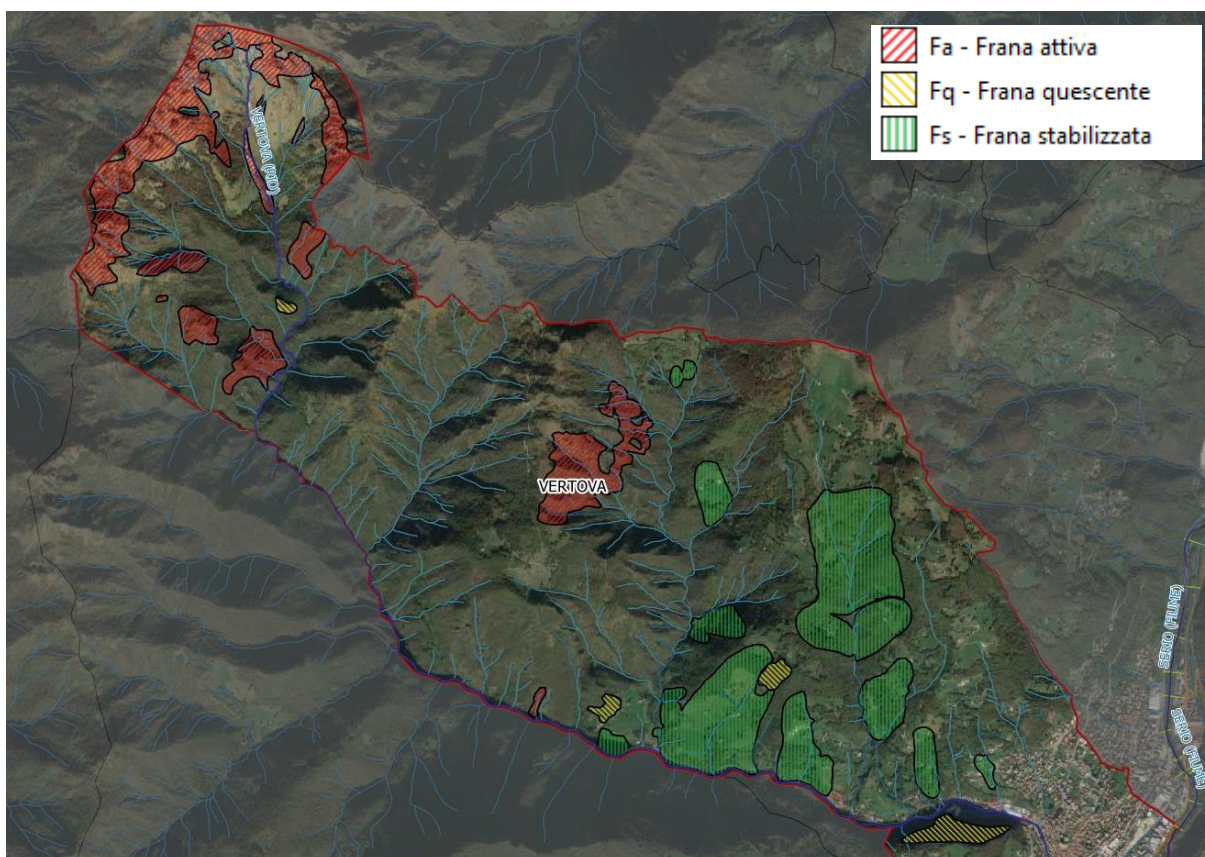 Fa - Frana attiva
Fq - Frana quescente
Fs - Frana stabilizzata
VERTOVA (RID)
VERTOVA
SERIO (FIUME)
SERIO (FIUME)